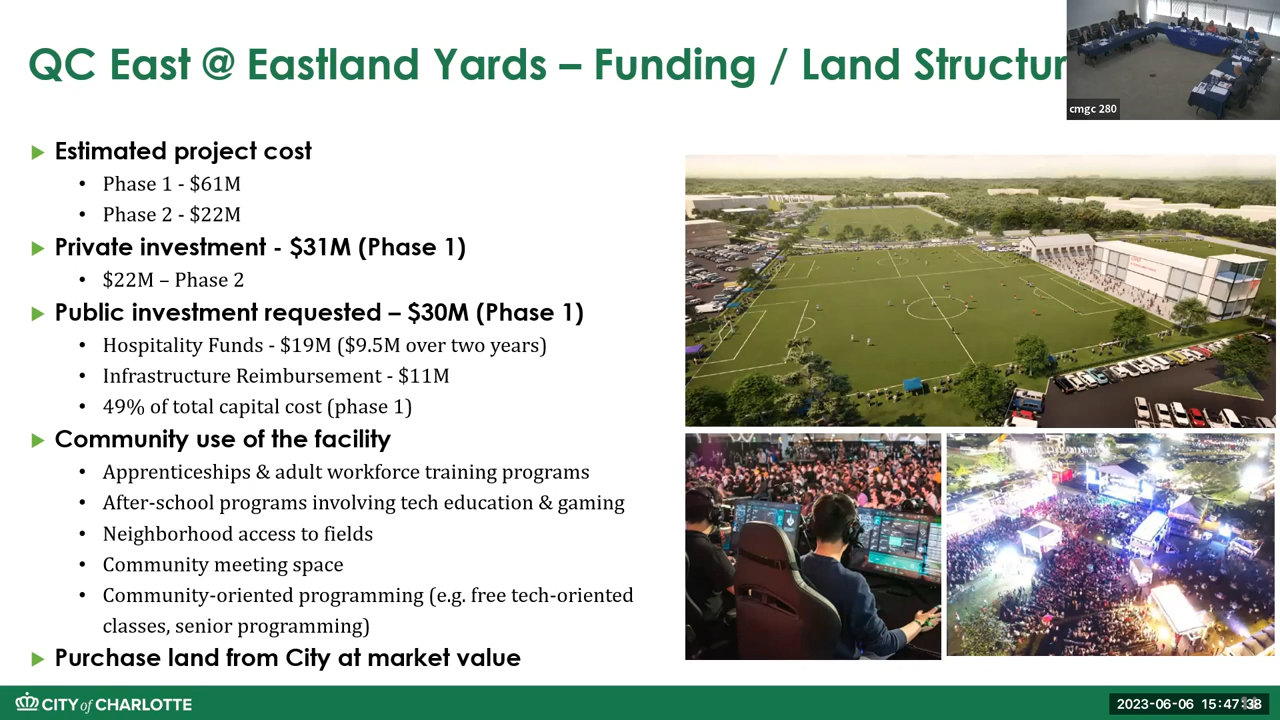 QC East @ Eastland Yards – Funding / Land Structur
cmgc 280
Estimated project cost
• Phase 1 - $61M
• Phase 2 - $22M
Private investment - $31M (Phase 1)
• $22M – Phase 2
Public investment requested – $30M (Phase 1)
• Hospitality Funds - $19M ($9.5M over two years)
• Infrastructure Reimbursement - $11M
• 49% of total capital cost (phase 1)
Community use of the facility
• Apprenticeships & adult workforce training programs
• After-school programs involving tech education & gaming
• Neighborhood access to fields
• Community meeting space
• Community-oriented programming (e.g. free tech-oriented
classes, senior programming)
Purchase land from City at market value
CITY of CHARLOTTE
2023-06-06 15:47:38